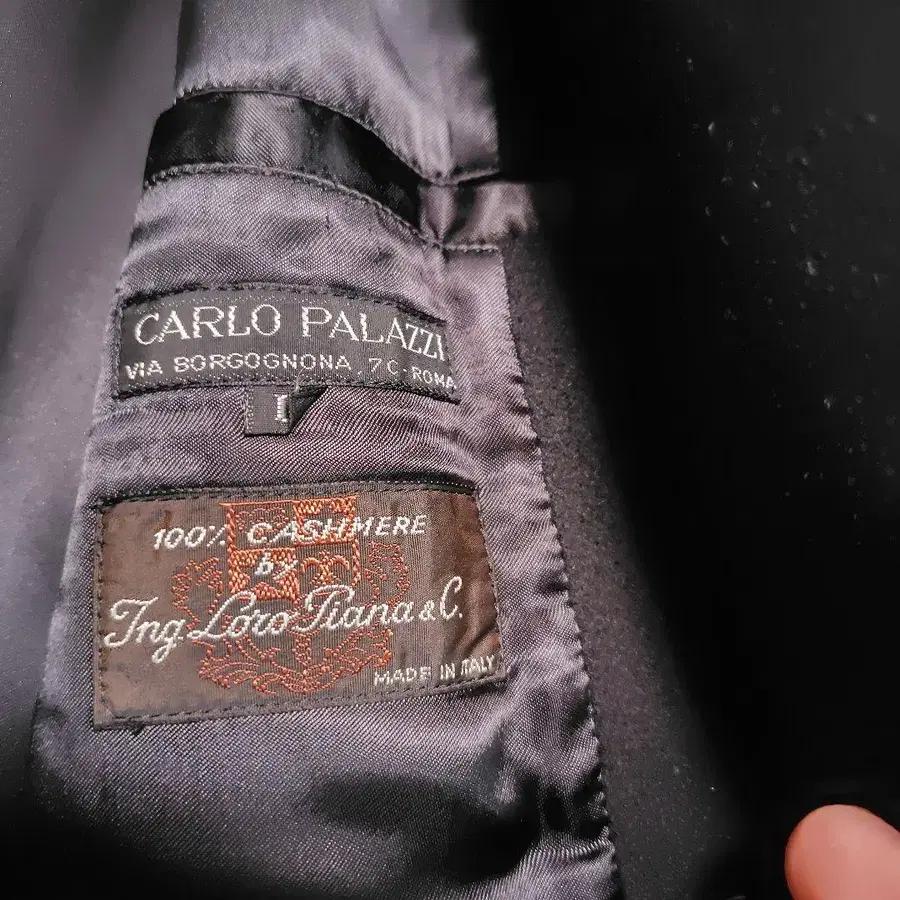 CARLO PALAZZI
VIA BORGOGNONA, 7C-ROMA
I
100% CASHMERE
by
Ing. Loro Piana & C.
MADE IN ITALY